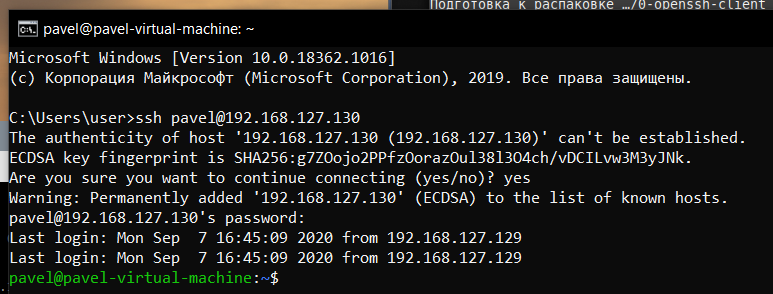 Подготовка к распаковке …/0-openssh-client
pavel@pavel-virtual-machine: ~
Microsoft Windows [Version 10.0.18362.1016]
(c) Корпорация Майкрософт (Microsoft Corporation), 2019. Все права защищены.
C:\Users\user>ssh pavel@192.168.127.130
The authenticity of host '192.168.127.130 (192.168.127.130)' can't be established.
ECDSA key fingerprint is SHA256:g7ZOojo2PPfzOorazOul38l3O4ch/vDCILvw3M3yJNk.
Are you sure you want to continue connecting (yes/no)? yes
Warning: Permanently added '192.168.127.130' (ECDSA) to the list of known hosts.
pavel@192.168.127.130's password:
Last login: Mon Sep  7 16:45:09 2020 from 192.168.127.129
Last login: Mon Sep  7 16:45:09 2020 from 192.168.127.129
pavel@pavel-virtual-machine:~$